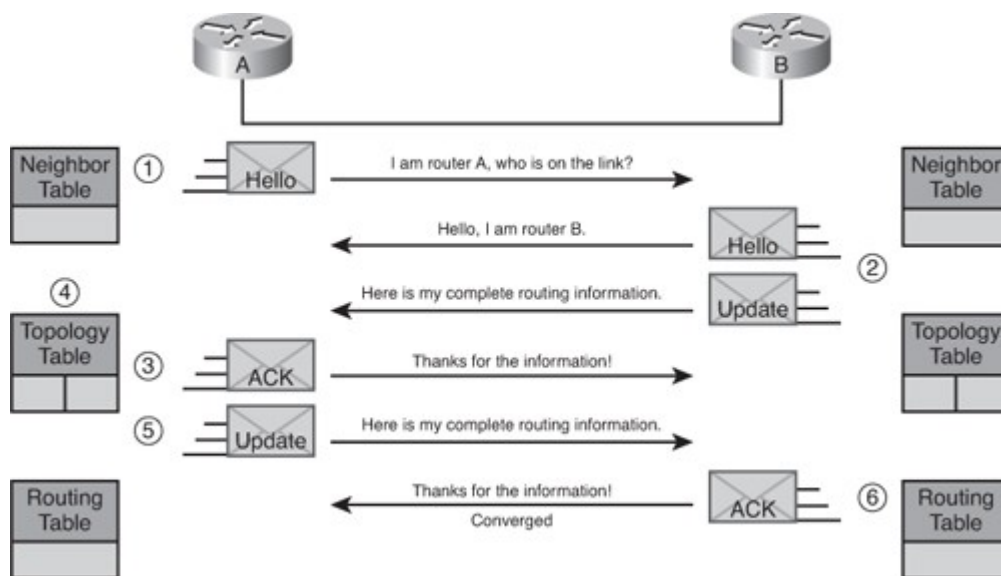 A
B
Neighbor
Table
①
Hello
I am router A, who is on the link?
Neighbor
Table
Hello, I am router B.
Hello
②
④
Here is my complete routing information.
Update
Topology
Table
③
ACK
Thanks for the information!
Topology
Table
⑤
Update
Here is my complete routing information.
Routing
Table
Thanks for the information!
Converged
ACK
⑥
Routing
Table